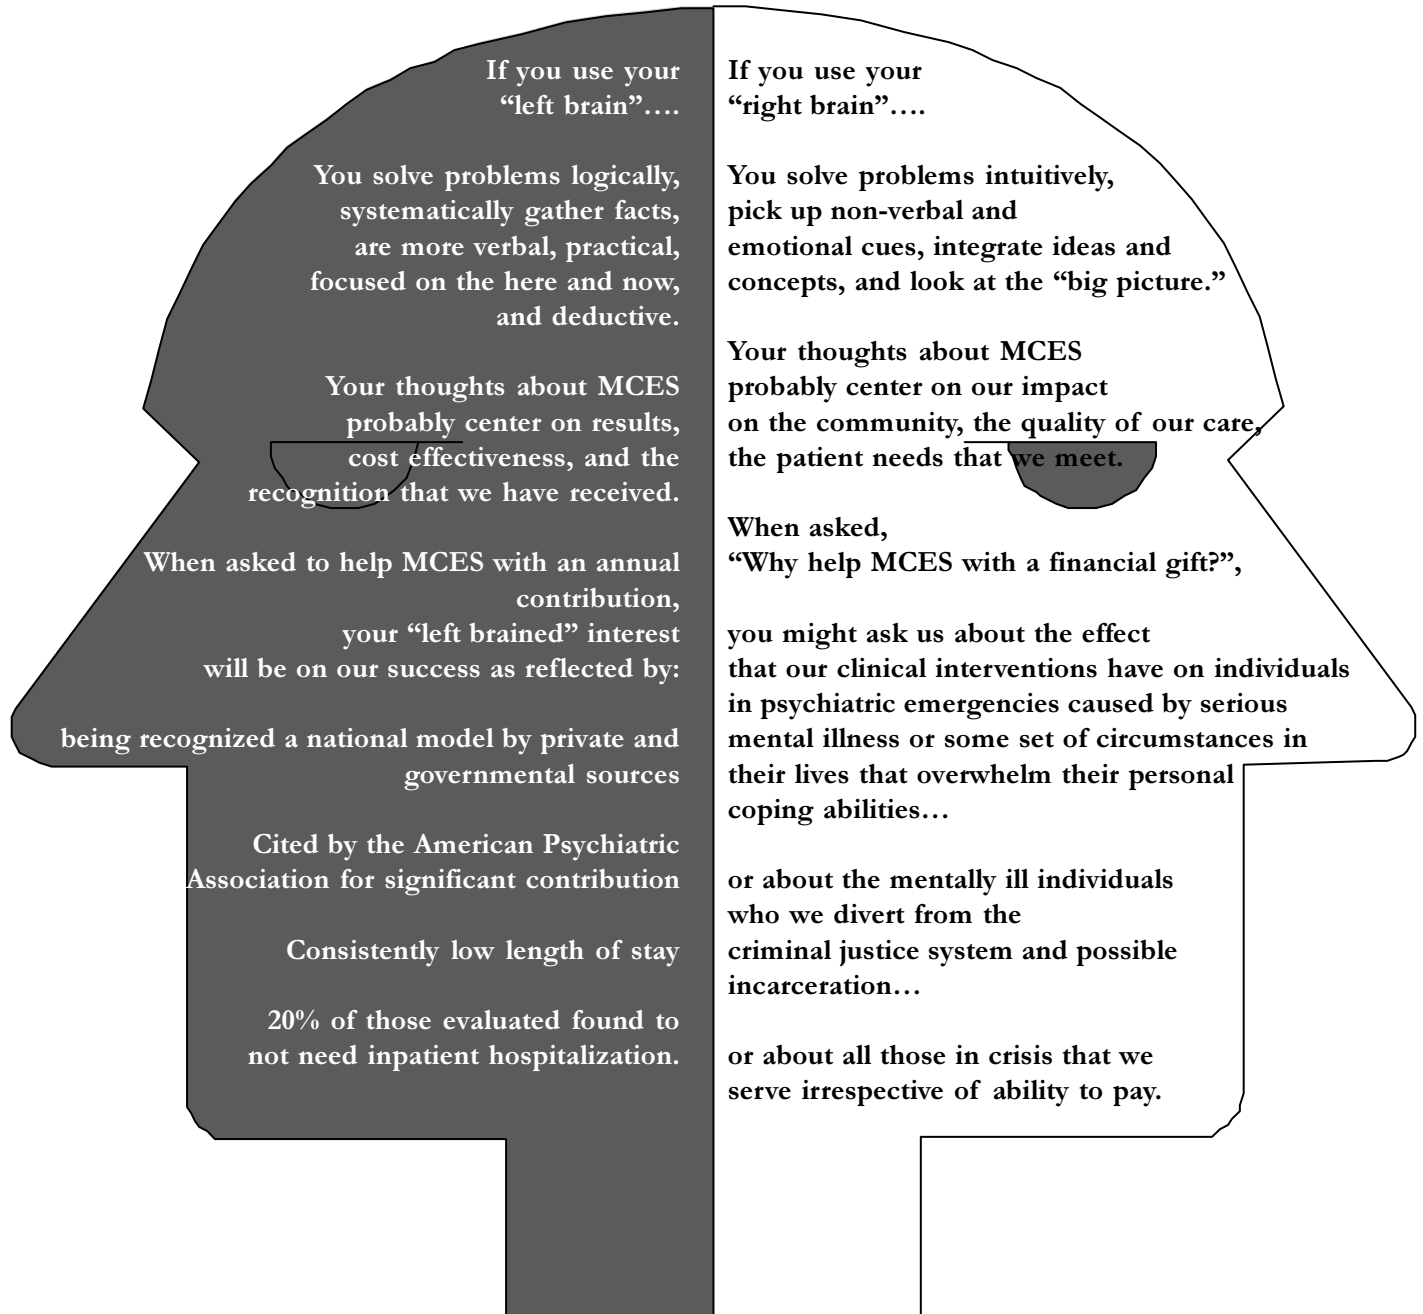 If you use your
“left brain”….
You solve problems logically,
systematically gather facts,
are more verbal, practical,
focused on the here and now,
and deductive.
Your thoughts about MCES
probably center on results,
cost effectiveness, and the
recognition that we have received.
When asked to help MCES with an annual
contribution,
your “left brained” interest
will be on our success as reflected by:
being recognized a national model by private and
governmental sources
Cited by the American Psychiatric
Association for significant contribution
Consistently low length of stay
20% of those evaluated found to
not need inpatient hospitalization.
If you use your
“right brain”….
You solve problems intuitively,
pick up non-verbal and
emotional cues, integrate ideas and
concepts, and look at the “big picture.”
Your thoughts about MCES
probably center on our impact
on the community, the quality of our care,
the patient needs that we meet.
When asked,
“Why help MCES with a financial gift?”,
you might ask us about the effect
that our clinical interventions have on individuals
in psychiatric emergencies caused by serious
mental illness or some set of circumstances in
their lives that overwhelm their personal
coping abilities…
or about the mentally ill individuals
who we divert from the
criminal justice system and possible
incarceration…
or about all those in crisis that we
serve irrespective of ability to pay.